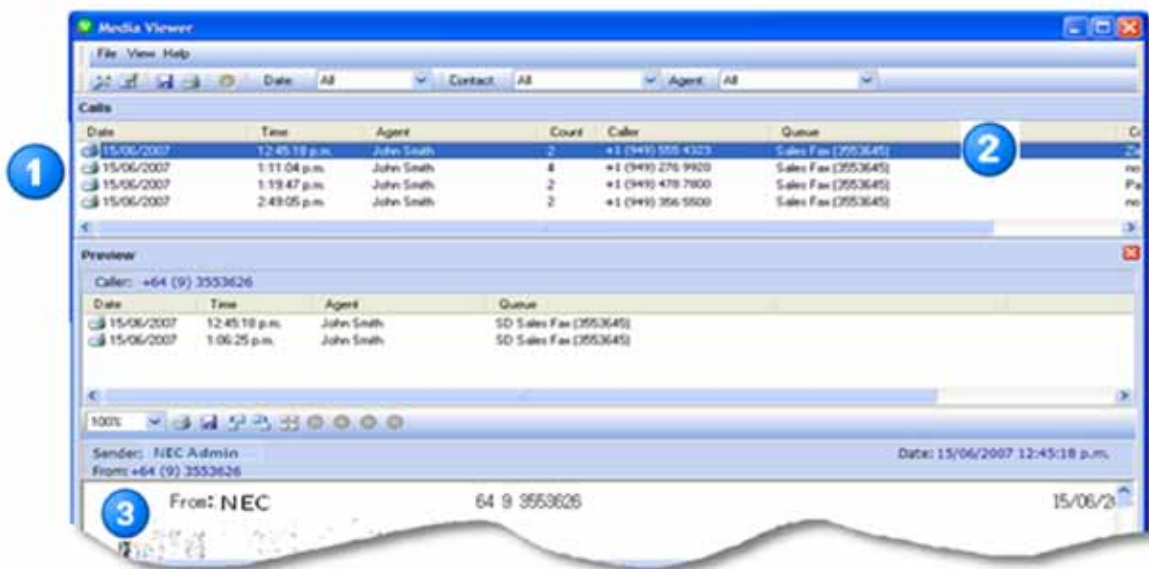 Media Viewer
File View Help
Date All Contact All Agent All
Calls
Date Time Agent Count Caller Queue
15/06/2007 12:45:18 p.m. John Smith 2 +1 (949) 555 4323 Sales Fax (3553645)
15/06/2007 1:11:04 p.m. John Smith 4 +1 (949) 276 9920 Sales Fax (3553645) no
15/06/2007 1:19:47 p.m. John Smith 2 +1 (949) 478 7800 Sales Fax (3553645) Pa
15/06/2007 2:49:05 p.m. John Smith 2 +1 (949) 356 5500 Sales Fax (3553645) no
1
2
Preview
Caller: +64 (9) 3553626
Date Time Agent Queue
15/06/2007 12:45:18 p.m. John Smith SD Sales Fax (3553645)
15/06/2007 1:06:25 p.m. John Smith SD Sales Fax (3553645)
100%
Sender: NEC Admin Date: 15/06/2007 12:45:18 p.m.
From: +64 (9) 3553626
3
From: NEC 64 9 3553626 15/06/2